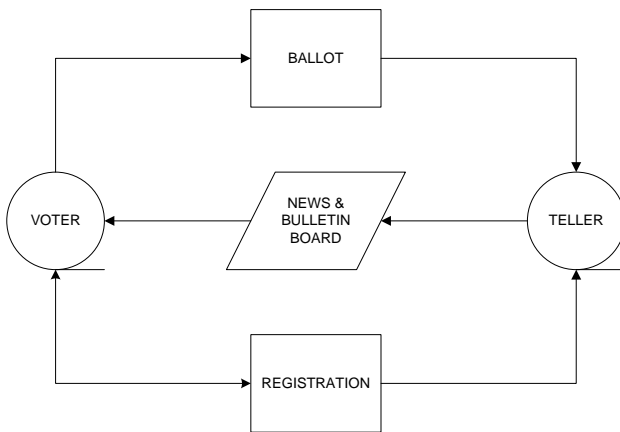 BALLOT
VOTER
NEWS &
BULLETIN
BOARD
TELLER
REGISTRATION